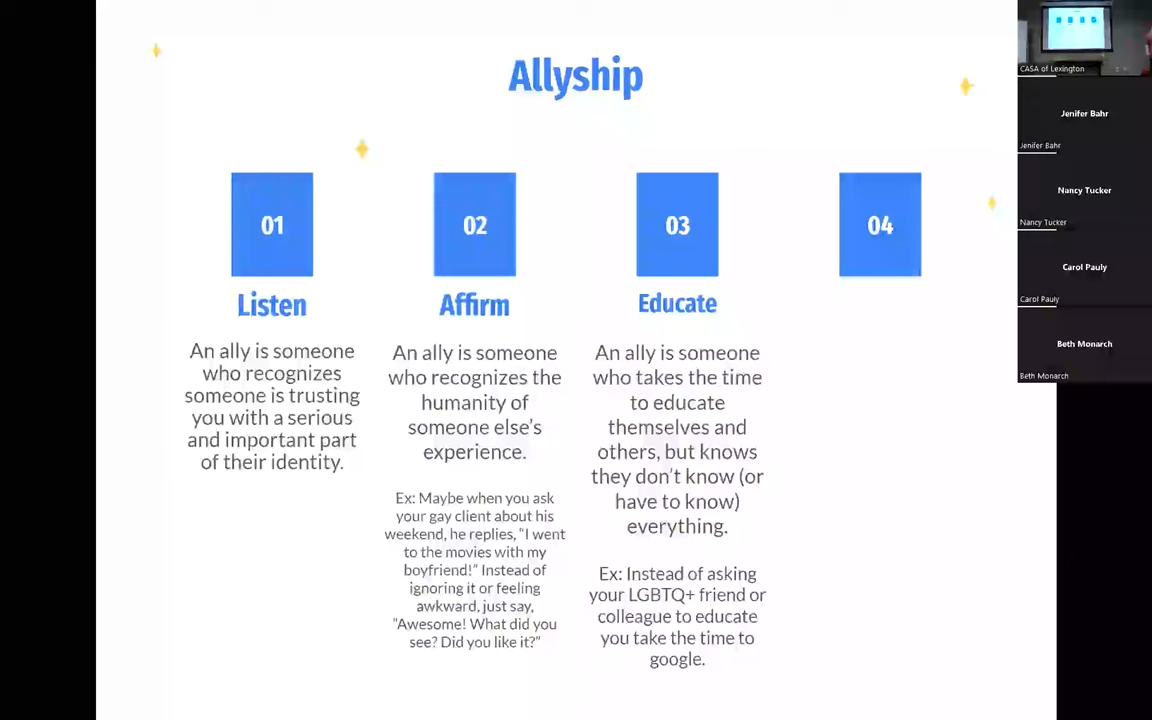 Allyship
01
Listen
An ally is someone
who recognizes
someone is trusting
you with a serious
and important part
of their identity.
02
Affirm
An ally is someone
who recognizes the
humanity of
someone else's
experience.
Ex: Maybe when you ask
your gay client about his
weekend, he replies, "I went
to the movies with my
boyfriend!" Instead of
ignoring it or feeling
awkward, just say,
"Awesome! What did you
see? Did you like it?"
03
Educate
An ally is someone
who takes the time
to educate
themselves and
others, but knows
they don't know (or
have to know)
everything.
Ex: Instead of asking
your LGBTQ+ friend or
colleague to educate
you take the time to
google.
04
CASA of Lexington
Jenifer Bahr
Jenifer Bahr
Nancy Tucker
Nancy Tucker
Carol Pauly
Carol Pauly
Beth Monarch
Beth Monarch